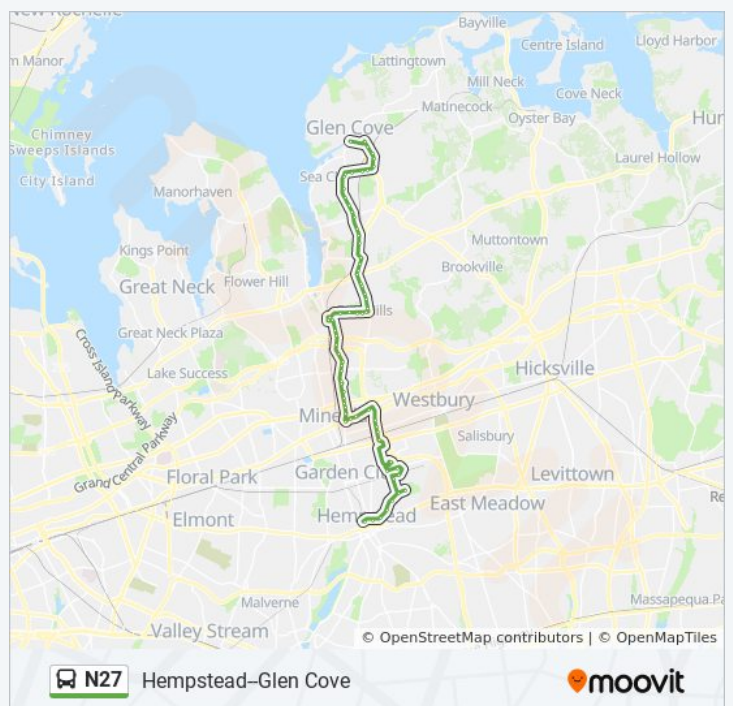 New Rochelle
Bayville
Lloyd Harbor
Centre Island
m Manor
Lattingtown
Mill Neck
Cove Neck
Matinecock
Oyster Bay
Hun
Glen Cove
Chimney
Sweeps Islands
Laurel Hollow
City Island
Sea C
Manorhaven
Muttontown
Kings Point
Brookville
Great Neck
Flower Hill
ills
Great Neck Plaza
Cross Island Parkway
Lake Success
Hicksville
Westbury
Mine
Salisbury
Grand Central Parkway
Floral Park
Garden Ci
Levittown
Re
East Meadow
Elmont
Hempstead
Malverne
Massapequa Pa
Valley Stream
© OpenStreetMap contributors | © OpenMapTiles
N27 Hempstead–Glen Cove
moovit